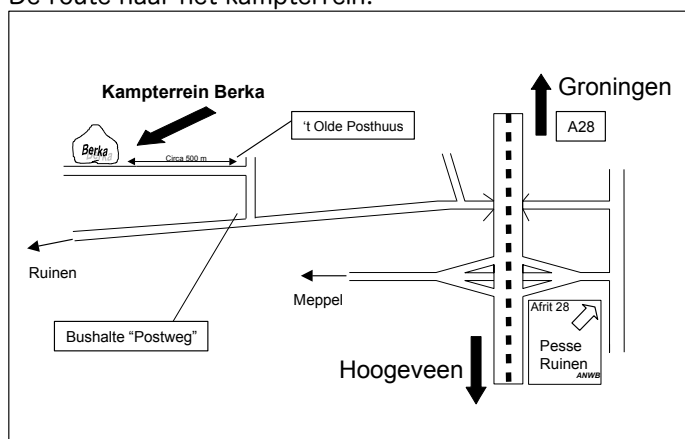 De route naar het kampterrein:
Groningen
Kampterrein Berka
't Olde Posthuus
A28
Berka
Berka
Circa 500 m
Ruinen
Meppel
Afrit 28
Bushalte "Postweg"
Pesse
Ruinen
Hoogeveen
ANWB